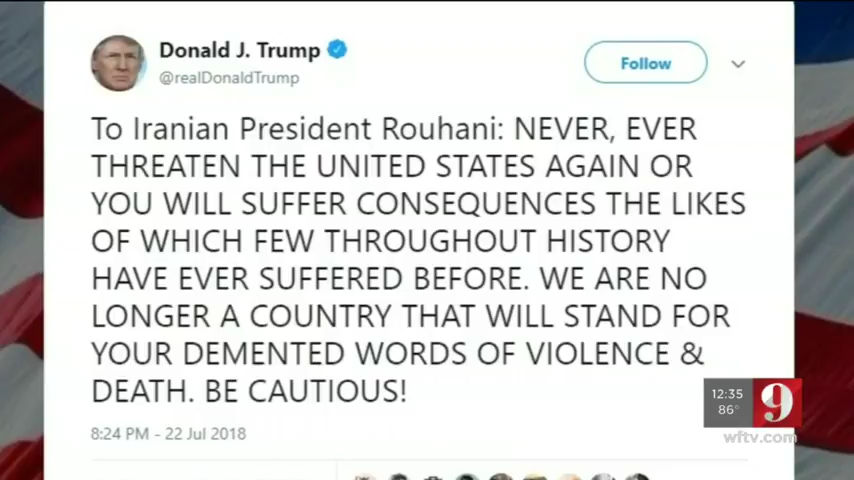 Donald J. Trump
@realDonaldTrump
Follow
To Iranian President Rouhani: NEVER, EVER
THREATEN THE UNITED STATES AGAIN OR
YOU WILL SUFFER CONSEQUENCES THE LIKES
OF WHICH FEW THROUGHOUT HISTORY
HAVE EVER SUFFERED BEFORE. WE ARE NO
LONGER A COUNTRY THAT WILL STAND FOR
YOUR DEMENTED WORDS OF VIOLENCE &
DEATH. BE CAUTIOUS!
8:24 PM - 22 Jul 2018
12:35
86°
9
wftv.com